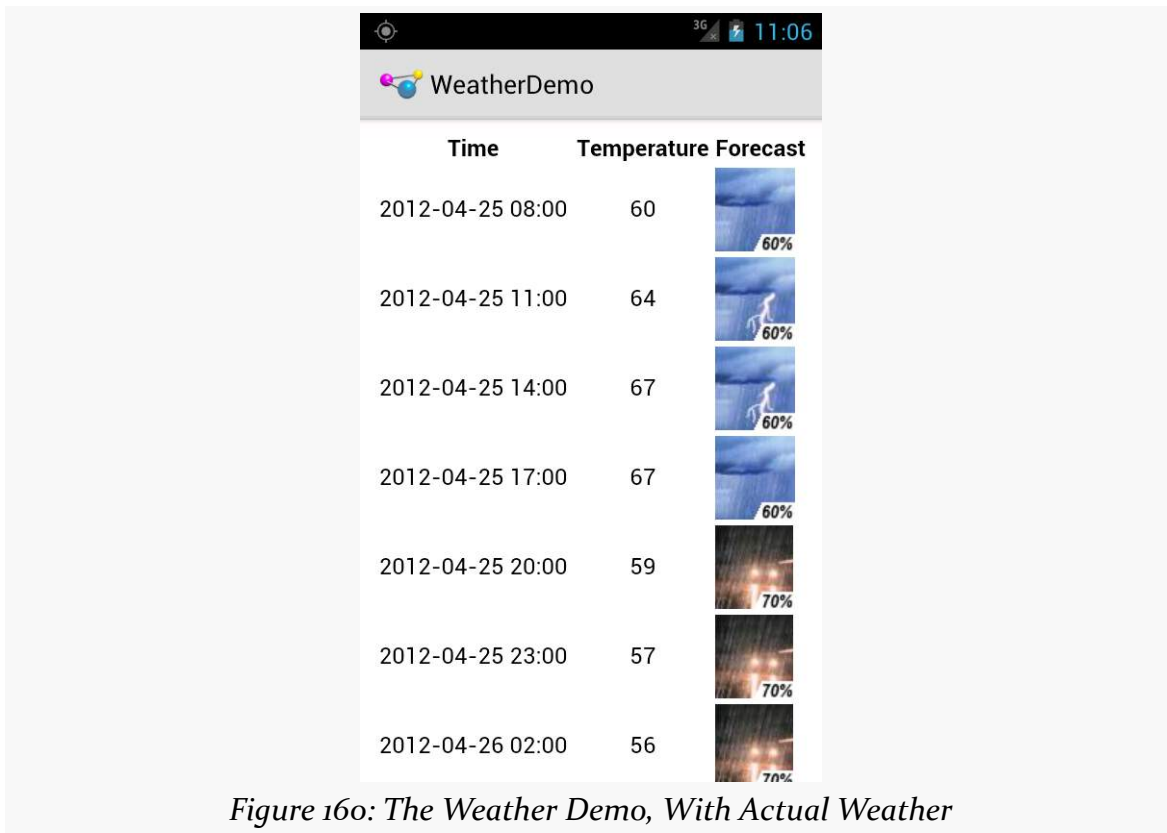 3G 11:06
WeatherDemo
Time Temperature Forecast
2012-04-25 08:00 60 60%
2012-04-25 11:00 64 60%
2012-04-25 14:00 67 60%
2012-04-25 17:00 67 60%
2012-04-25 20:00 59 70%
2012-04-25 23:00 57 70%
2012-04-26 02:00 56 70%
Figure 160: The Weather Demo, With Actual Weather